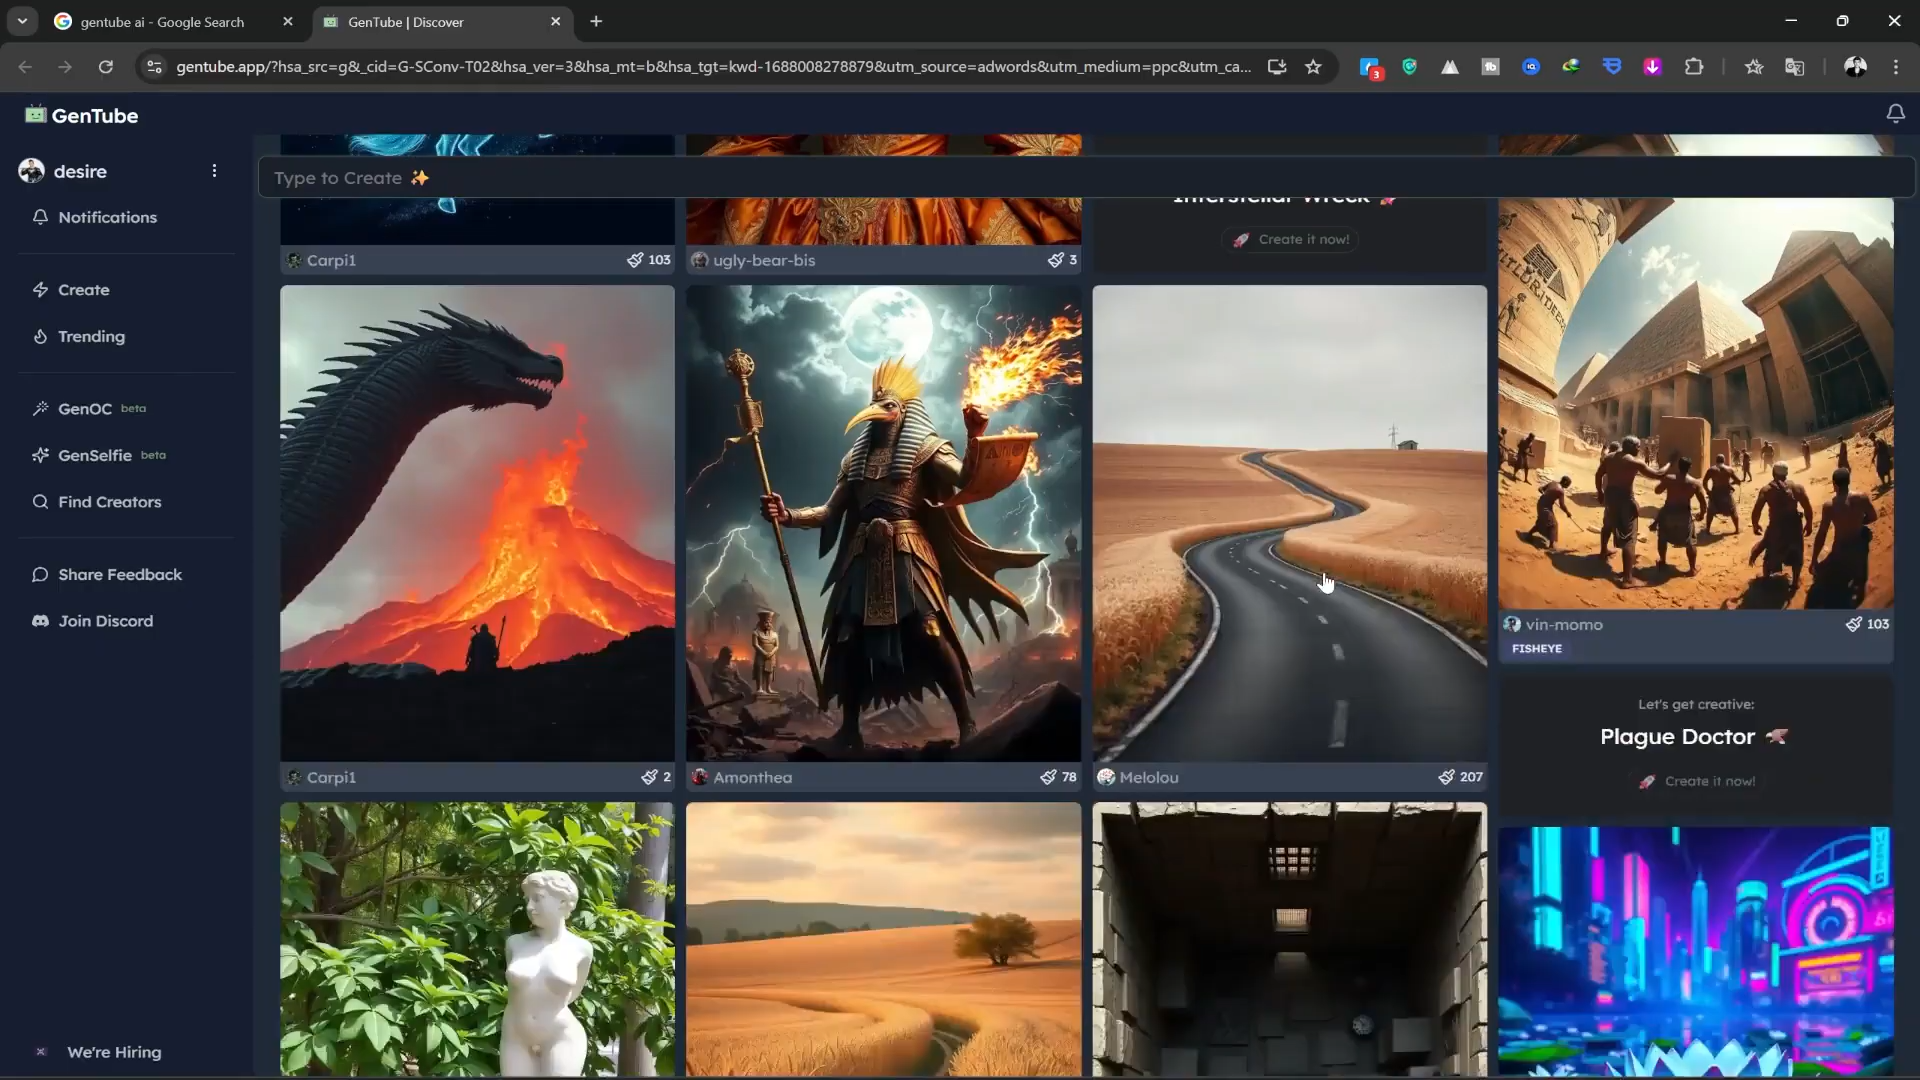 gentube ai - Google Search
GenTube | Discover
gentube.app/?hsa_src=g&_cid=G-SConv-T02&hsa_ver=3&hsa_mt=b&hsa_tgt=kwd-1688008278879&utm_source=adwords&utm_medium=ppc&utm_ca...
3
GenTube
desire
Notifications
Create
Trending
GenOC beta
GenSelfie beta
Find Creators
Share Feedback
Join Discord
We're Hiring
Type to Create ✨
Interstellar Wreck 🚀
🚀 Create it now!
Carpi1 103
ugly-bear-bis 3
Carpi1 2
Amonthea 78
Melolou 207
vin-momo 103
FISHEYE
Let's get creative:
Plague Doctor
🚀 Create it now!